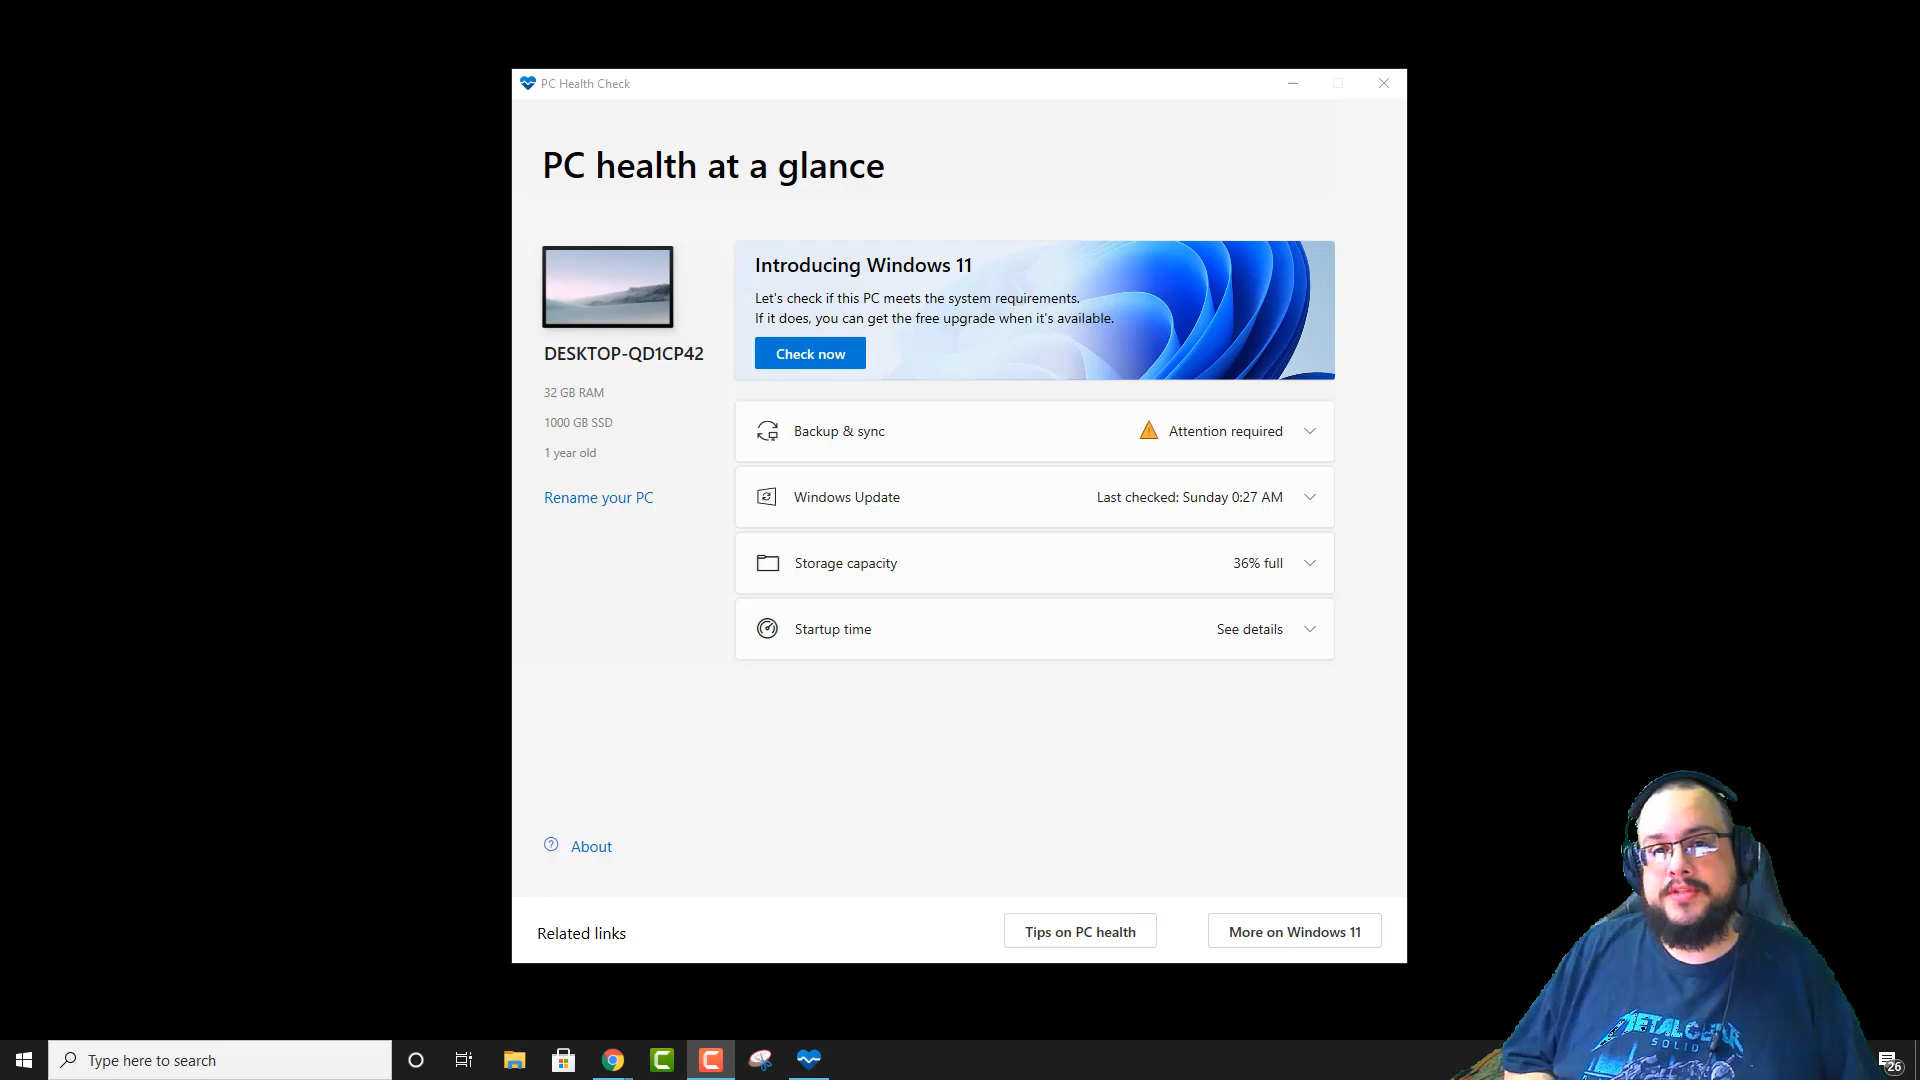 PC Health Check
PC health at a glance
DESKTOP-QD1CP42
32 GB RAM
1000 GB SSD
1 year old
Rename your PC
Introducing Windows 11
Let's check if this PC meets the system requirements.
If it does, you can get the free upgrade when it's available.
Check now
Backup & sync
Attention required
Windows Update
Last checked: Sunday 0:27 AM
Storage capacity
36% full
Startup time
See details
About
Related links
Tips on PC health
More on Windows 11
METAL GEAR
SOLID
Type here to search
26